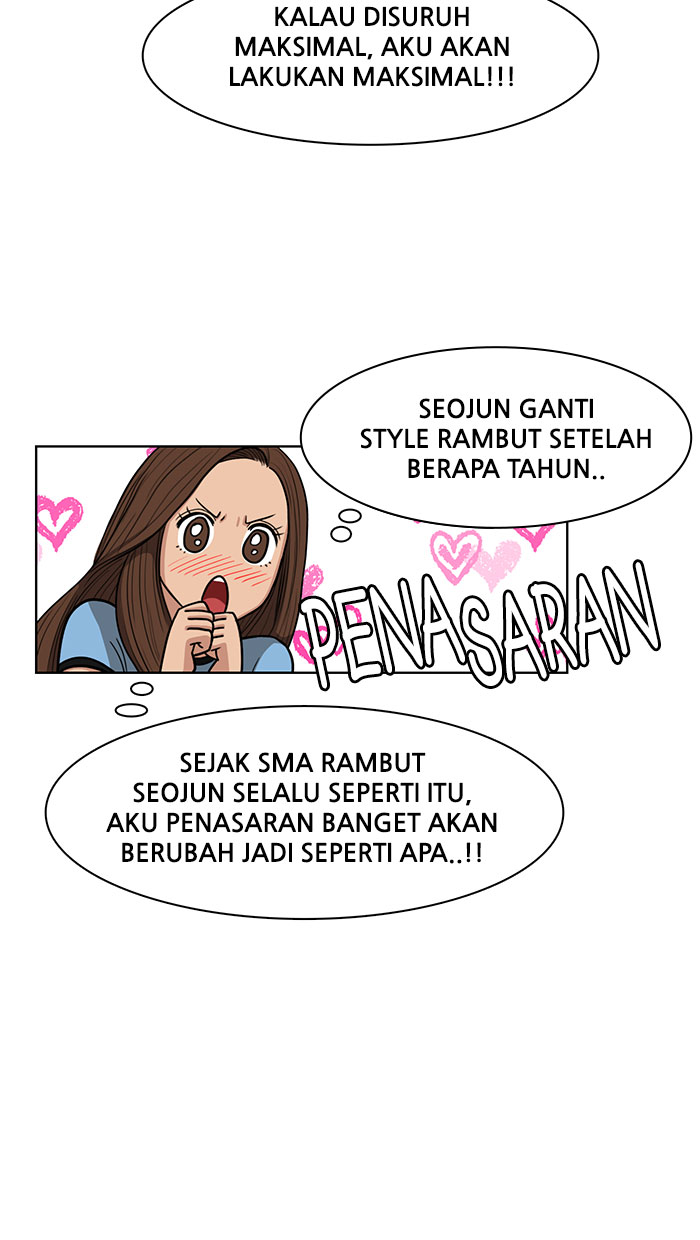 KALAU DISURUH
MAKSIMAL, AKU AKAN
LAKUKAN MAKSIMAL!!!
SEOJUN GANTI
STYLE RAMBUT SETELAH
BERAPA TAHUN..
PENASARAN
SEJAK SMA RAMBUT
SEOJUN SELALU SEPERTI ITU,
AKU PENASARAN BANGET AKAN
BERUBAH JADI SEPERTI APA..!!